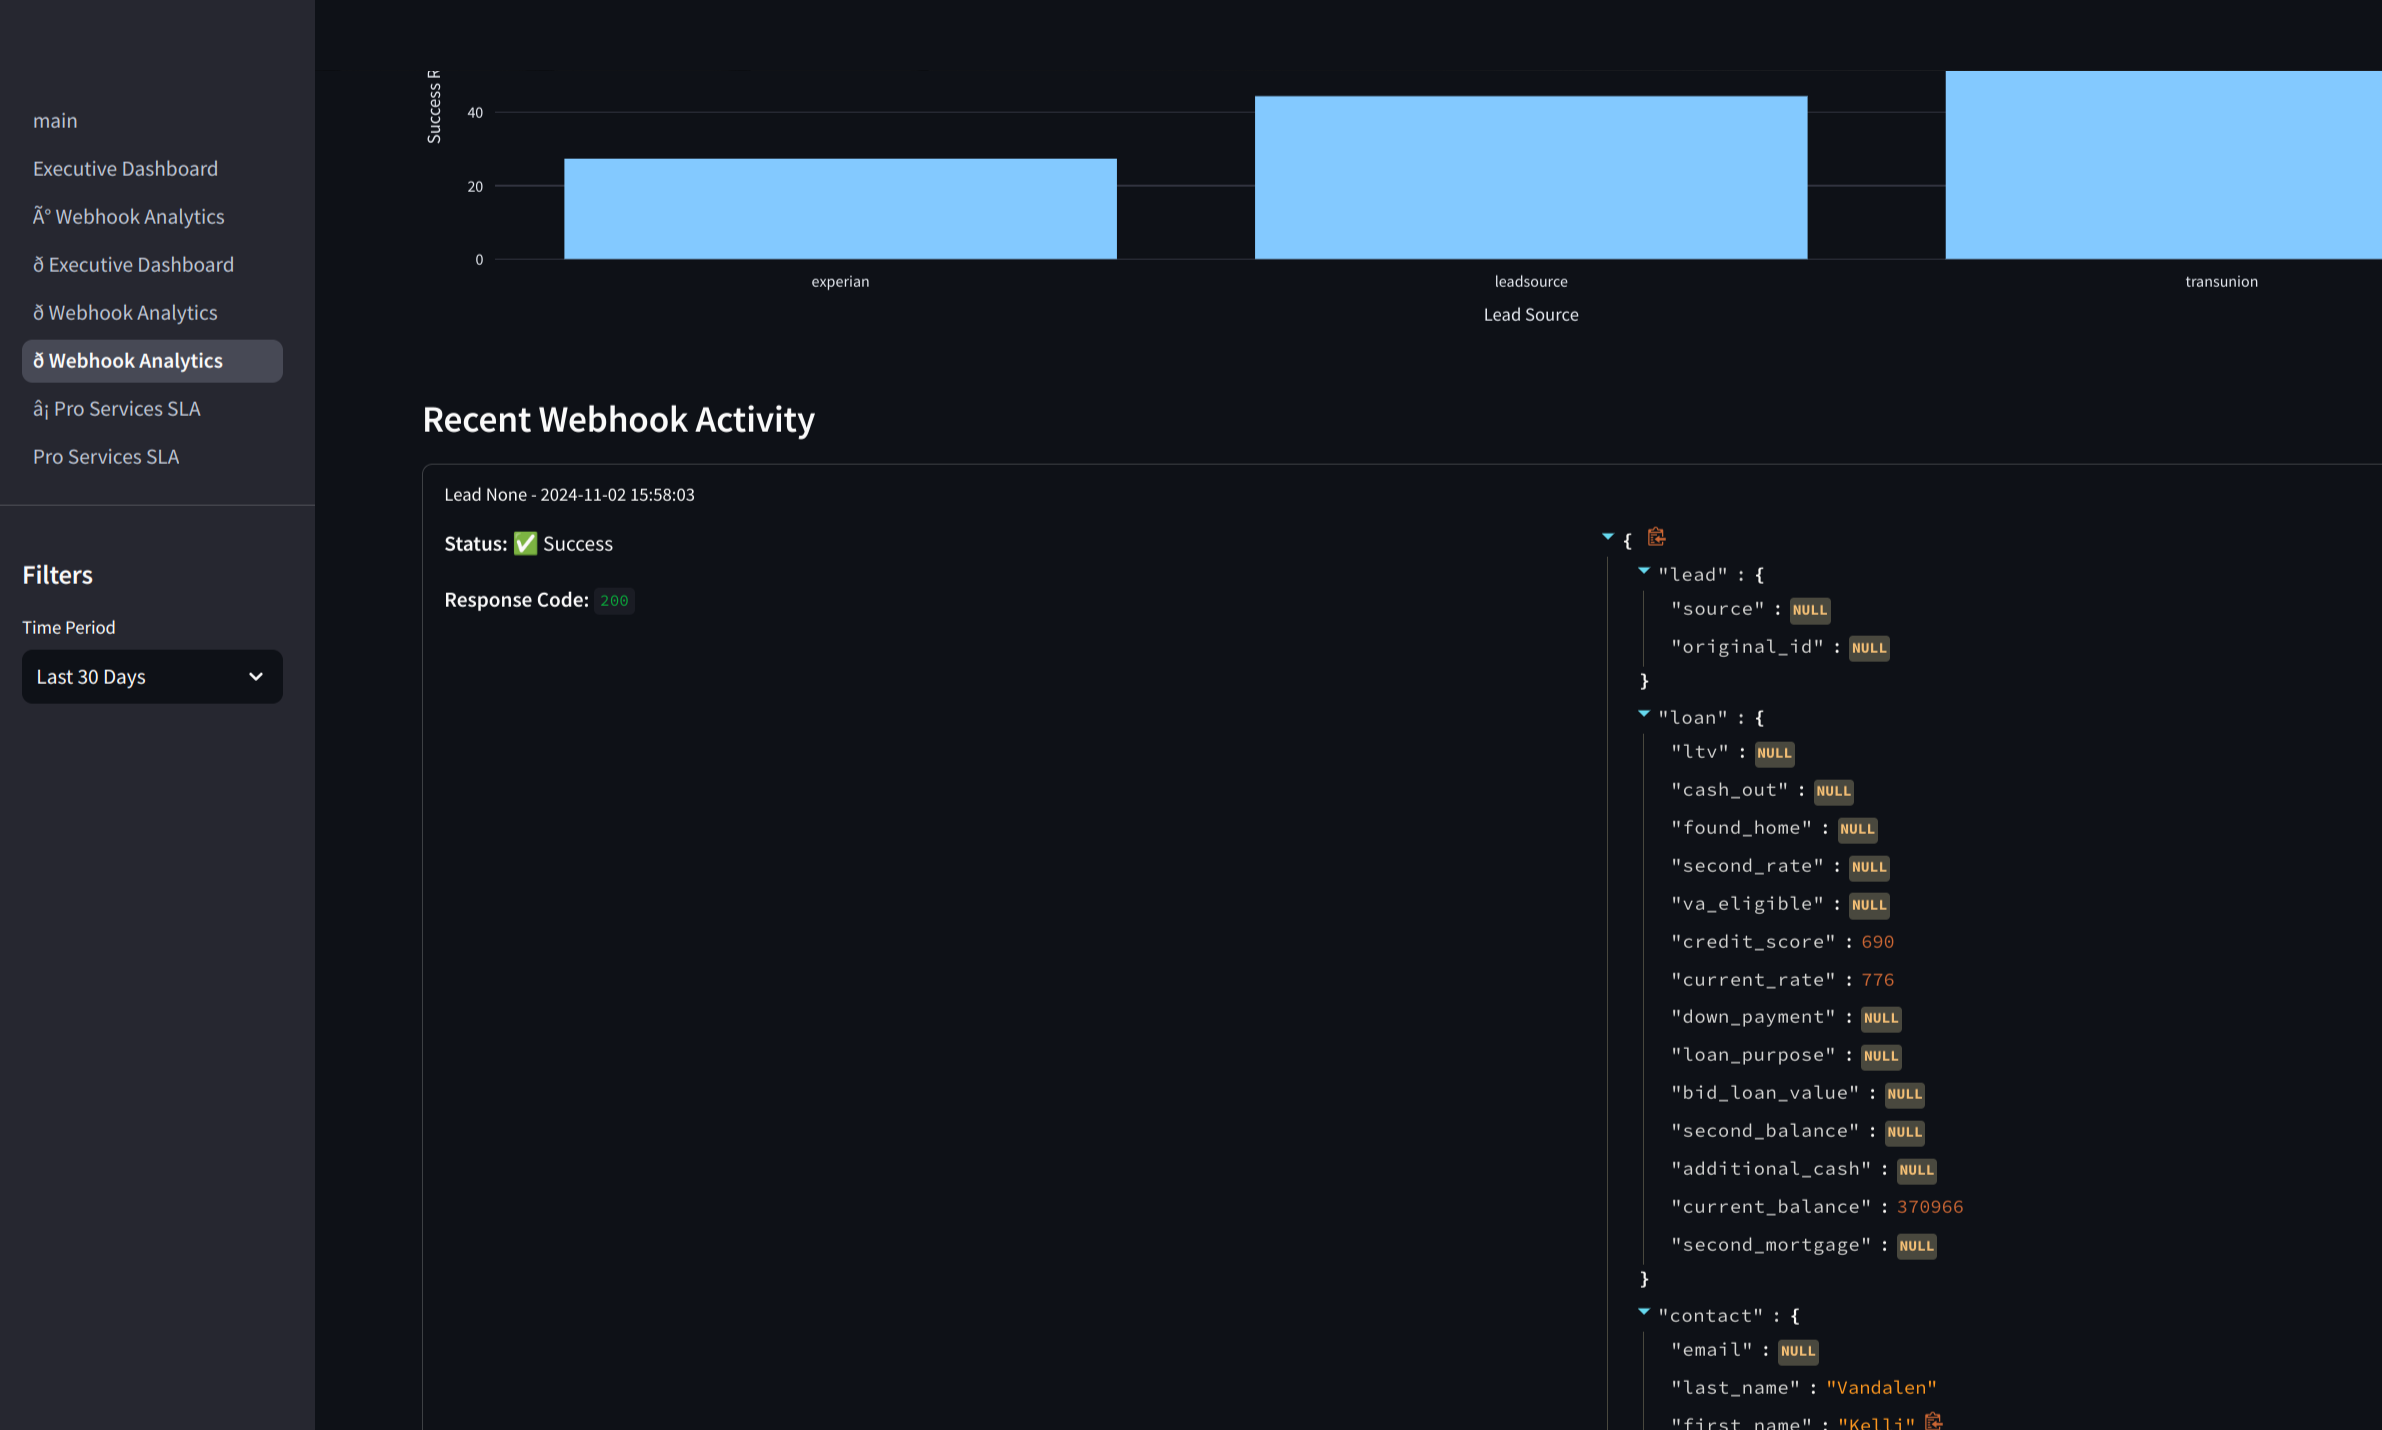 main
Executive Dashboard
Ã° Webhook Analytics
ð Executive Dashboard
ð Webhook Analytics
ð Webhook Analytics
â¡ Pro Services SLA
Pro Services SLA
Filters
Time Period
Last 30 Days
Success R
40
20
0
experian
leadsource
transunion
Lead Source
Recent Webhook Activity
Lead None - 2024-11-02 15:58:03
Status: ✅ Success
Response Code: 200
{
"lead" : {
"source" : NULL
"original_id" : NULL
}
"loan" : {
"ltv" : NULL
"cash_out" : NULL
"found_home" : NULL
"second_rate" : NULL
"va_eligible" : NULL
"credit_score" : 690
"current_rate" : 776
"down_payment" : NULL
"loan_purpose" : NULL
"bid_loan_value" : NULL
"second_balance" : NULL
"additional_cash" : NULL
"current_balance" : 370966
"second_mortgage" : NULL
}
"contact" : {
"email" : NULL
"last_name" : "Vandalen"
"first_name" : "Kelli"